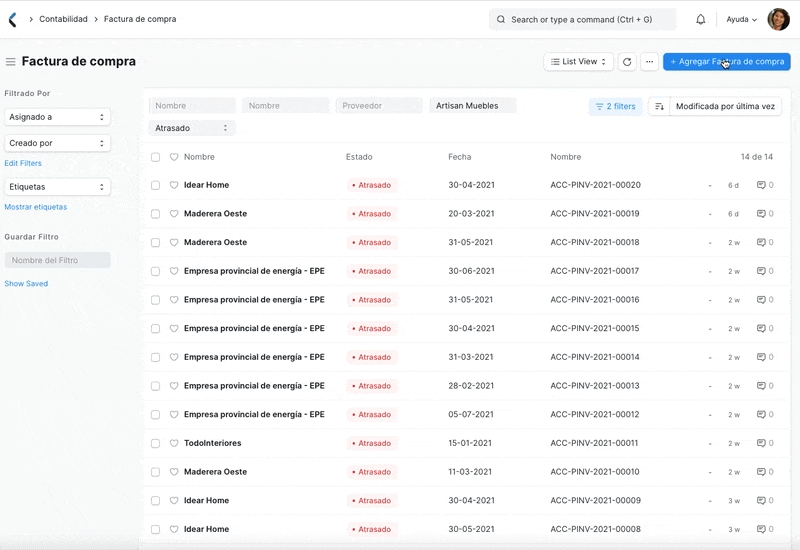 Contabilidad
Factura de compra
Search or type a command (Ctrl + G)
Ayuda
Factura de compra
List View
+ Agregar Factura de compra
Filtrado Por
Asignado a
Creado por
Edit Filters
Etiquetas
Mostrar etiquetas
Guardar Filtro
Nombre del Filtro
Show Saved
Nombre
Nombre
Proveedor
Artisan Muebles
2 filters
Modificada por última vez
Atrasado
Nombre Estado Fecha Nombre 14 de 14
Idear Home Atrasado 30-04-2021 ACC-PINV-2021-00020 - 6 d 0
Maderera Oeste Atrasado 20-03-2021 ACC-PINV-2021-00019 - 6 d 0
Maderera Oeste Atrasado 31-05-2021 ACC-PINV-2021-00018 - 2 w 0
Empresa provincial de energía - EPE Atrasado 30-06-2021 ACC-PINV-2021-00017 - 2 w 0
Empresa provincial de energía - EPE Atrasado 31-05-2021 ACC-PINV-2021-00016 - 2 w 0
Empresa provincial de energía - EPE Atrasado 30-04-2021 ACC-PINV-2021-00015 - 2 w 0
Empresa provincial de energía - EPE Atrasado 31-03-2021 ACC-PINV-2021-00014 - 2 w 0
Empresa provincial de energía - EPE Atrasado 28-02-2021 ACC-PINV-2021-00013 - 2 w 0
Empresa provincial de energía - EPE Atrasado 05-07-2021 ACC-PINV-2021-00012 - 2 w 0
TodoInteriores Atrasado 15-01-2021 ACC-PINV-2021-00011 - 2 w 0
Maderera Oeste Atrasado 11-03-2021 ACC-PINV-2021-00010 - 2 w 0
Idear Home Atrasado 30-04-2021 ACC-PINV-2021-00009 - 3 w 0
Idear Home Atrasado 30-05-2021 ACC-PINV-2021-00008 - 3 w 0